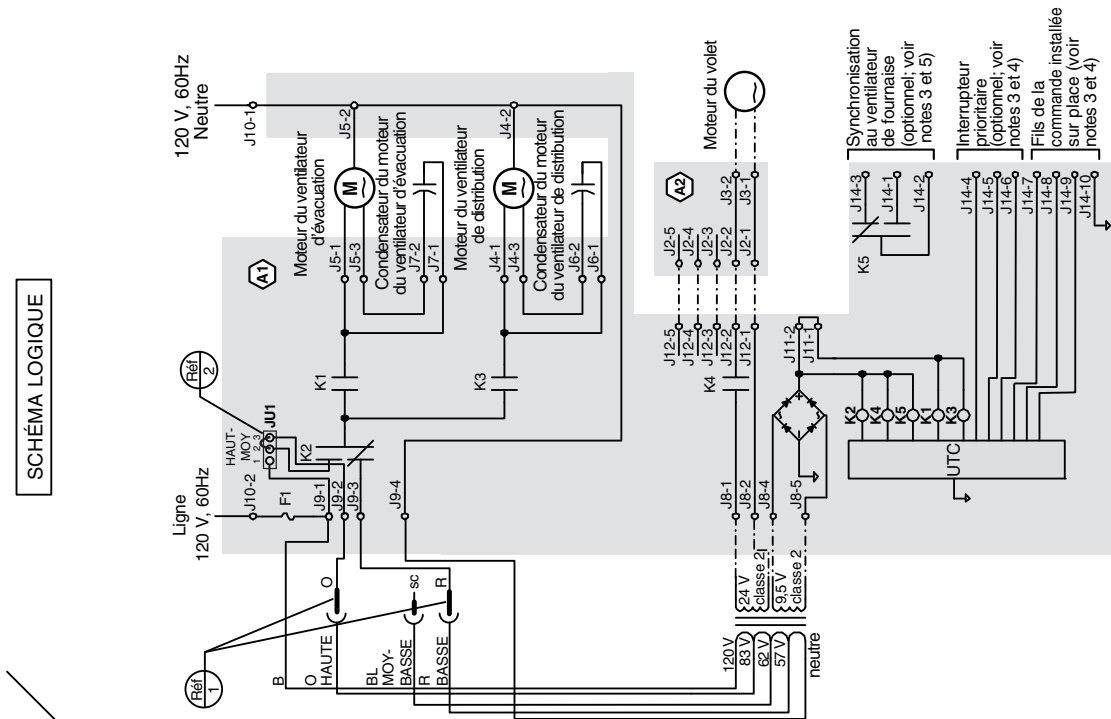 SCHÉMA LOGIQUE
Ligne
120 V, 60Hz
120 V, 60Hz
Neutre
J10-2
F1
J10-1
Réf
2
HAUT-
MOY
1 2 3
JU1
J9-1
J9-2
J9-3
J9-4
K2
K1
K3
A1
Moteur du ventilateur
d'évacuation
J5-1
J5-3
J5-2
M
Condensateur du moteur
du ventilateur d'évacuation
J7-2
J7-1
Moteur du ventilateur
de distribution
J4-1
J4-3
J4-2
M
Condensateur du moteur
du ventilateur de distribution
J6-2
J6-1
Réf
1
B
O
HAUTE
O
BL
MOY-
BASSE
sc
R
BASSE
R
120 V
83 V
62 V
57 V
neutre
24 V
classe 2
9,5 V
classe 2
J8-1
J8-2
J8-4
J8-5
K4
J12-5
J12-4
J12-3
J12-2
J12-1
J2-5
J2-4
J2-3
J2-2
J2-1
A2
J3-2
J3-1
Moteur du volet
J11-2
J11-1
K2
K4
K5
K1
K3
UTC
K5
J14-3
J14-1
J14-2
Synchronisation
au ventilateur
de fournaise
(optionnel; voir
notes 3 et 5)
J14-4
J14-5
J14-6
Interrupteur
prioritaire
(optionnel; voir
notes 3 et 4)
J14-7
J14-8
J14-9
J14-10
Fils de la
commande installée
sur place (voir
notes 3 et 4)